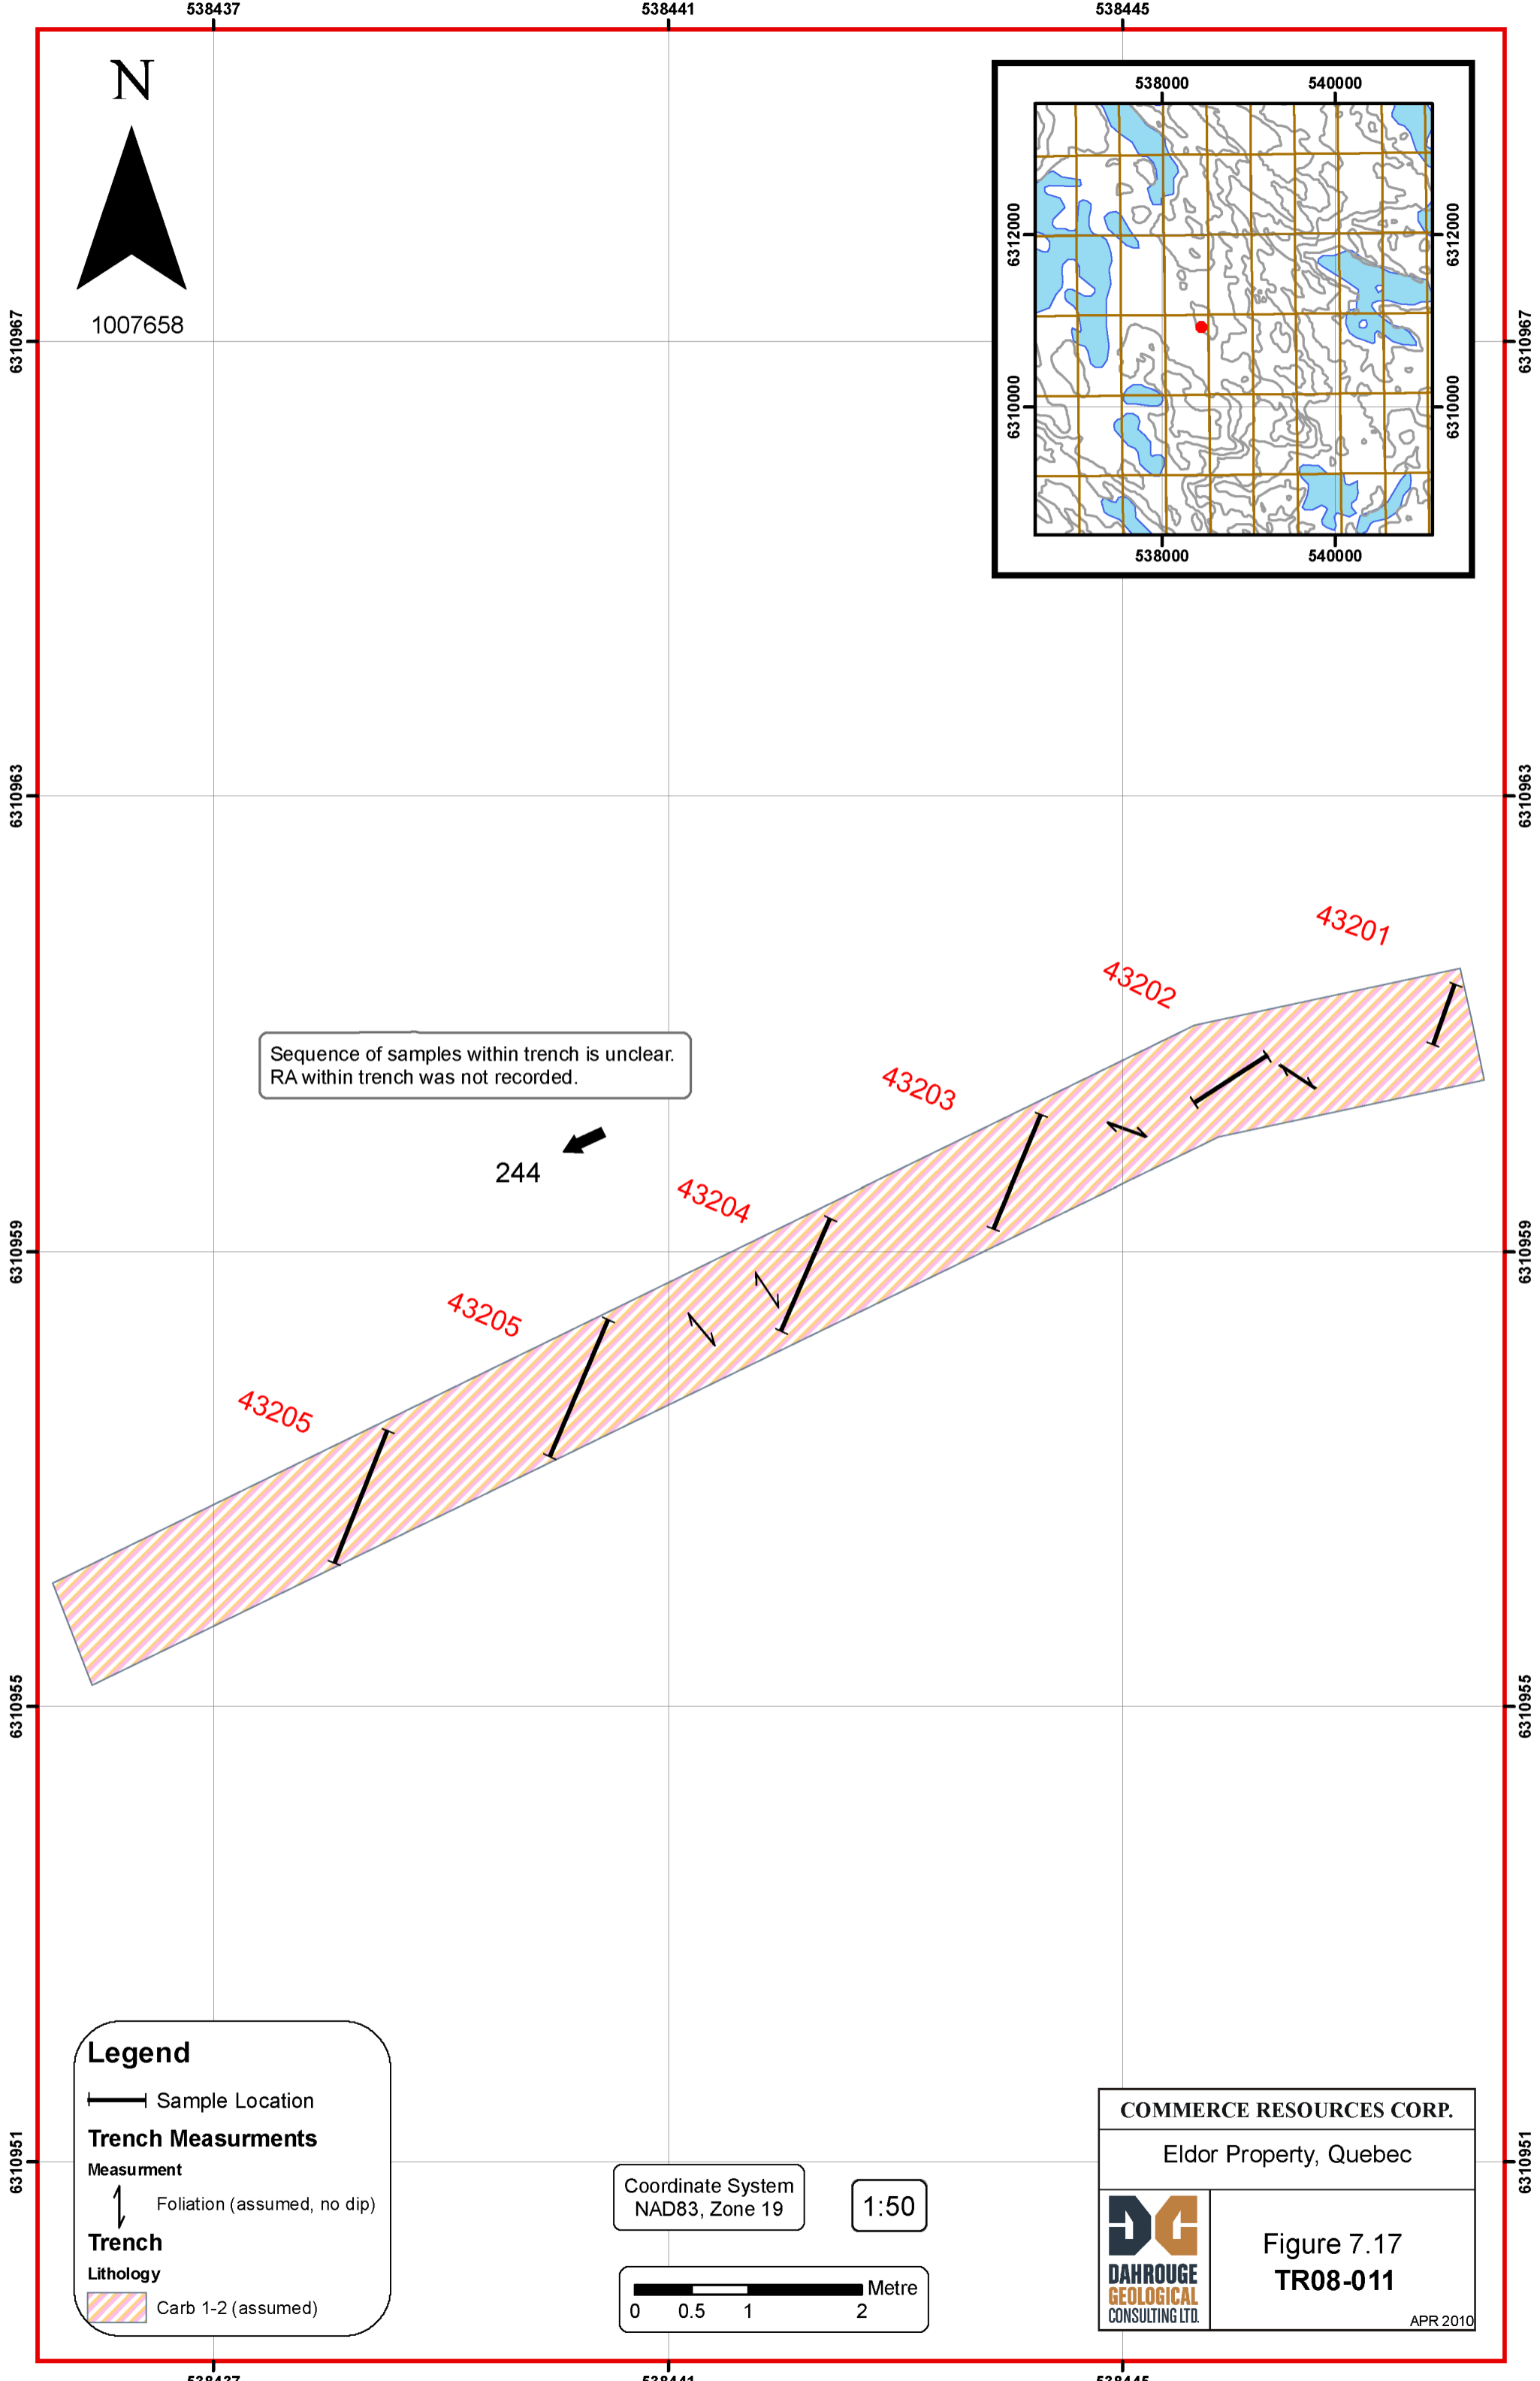 538437
538441
538445
N
1007658
538000
540000
6312000
6312000
6310000
6310000
538000
540000
6310967
6310967
6310963
6310963
43201
43202
Sequence of samples within trench is unclear.
RA within trench was not recorded.
43203
244
43204
6310959
6310959
43205
43205
6310955
6310955
Legend
Sample Location
Trench Measurments
Measurment
Foliation (assumed, no dip)
Trench
Lithology
Carb 1-2 (assumed)
6310951
6310951
Coordinate System
NAD83, Zone 19
1:50
Metre
0 0.5 1 2
COMMERCE RESOURCES CORP.
Eldor Property, Quebec
DAHROUGE
GEOLOGICAL
CONSULTING LTD.
Figure 7.17
TR08-011
APR 2010
538437
538441
538445